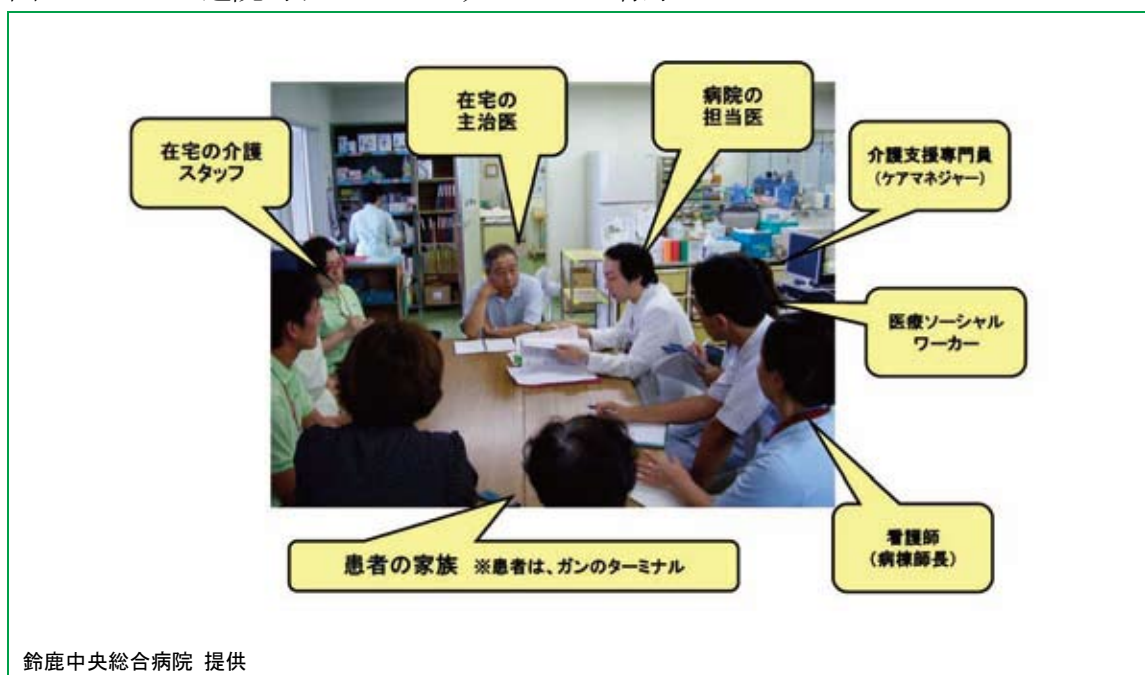 在宅の
主治医
病院の
担当医
在宅の介護
スタッフ
介護支援専門員
（ケアマネジャー）
医療ソーシャル
ワーカー
看護師
（病棟師長）
患者の家族 ※患者は、ガンのターミナル
鈴鹿中央総合病院 提供